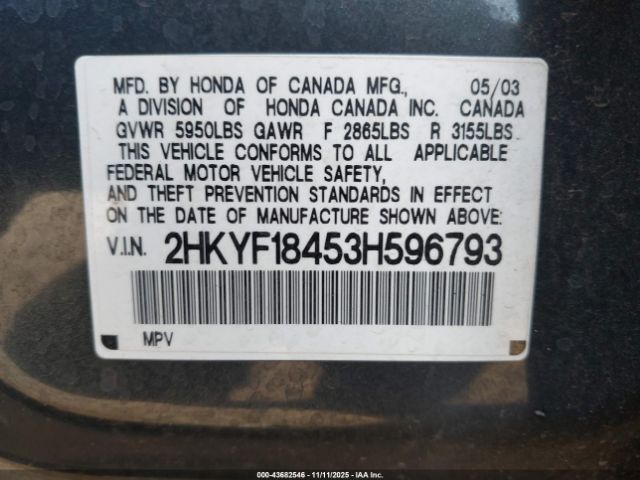 MFD. BY HONDA OF CANADA MFG., 05/03
A DIVISION OF HONDA CANADA INC. CANADA
GVWR 5950LBS GAWR F 2865LBS R 3155LBS
THIS VEHICLE CONFORMS TO ALL APPLICABLE
FEDERAL MOTOR VEHICLE SAFETY,
AND THEFT PREVENTION STANDARDS IN EFFECT
ON THE DATE OF MANUFACTURE SHOWN ABOVE:
V.I.N. 2HKYF18453H596793
MPV
000-43682546 - 11/11/2025 - IAA Inc.